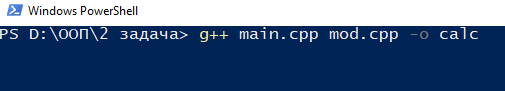 Windows PowerShell
PS D:\ООП\2 задача> g++ main.cpp mod.cpp -o calc